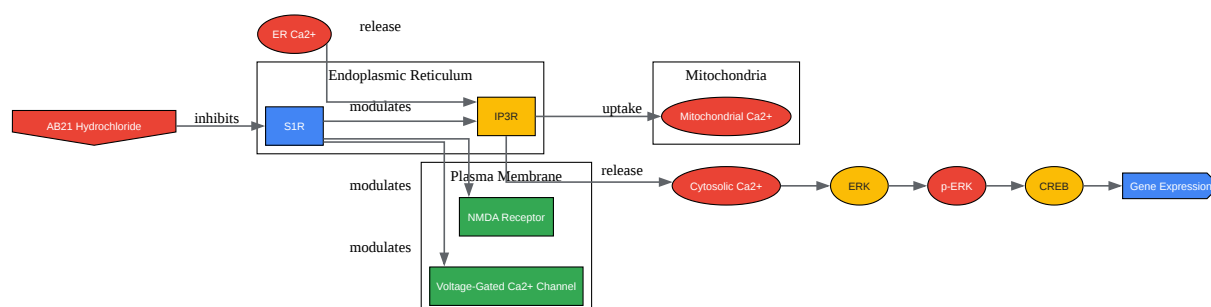 ER Ca2+
release
Endoplasmic Reticulum
Mitochondria
AB21 Hydrochloride
inhibits
S1R
modulates
IP3R
uptake
Mitochondrial Ca2+
Plasma Membrane
release
modulates
Cytosolic Ca2+
ERK
p-ERK
CREB
Gene Expression
NMDA Receptor
modulates
Voltage-Gated Ca2+ Channel